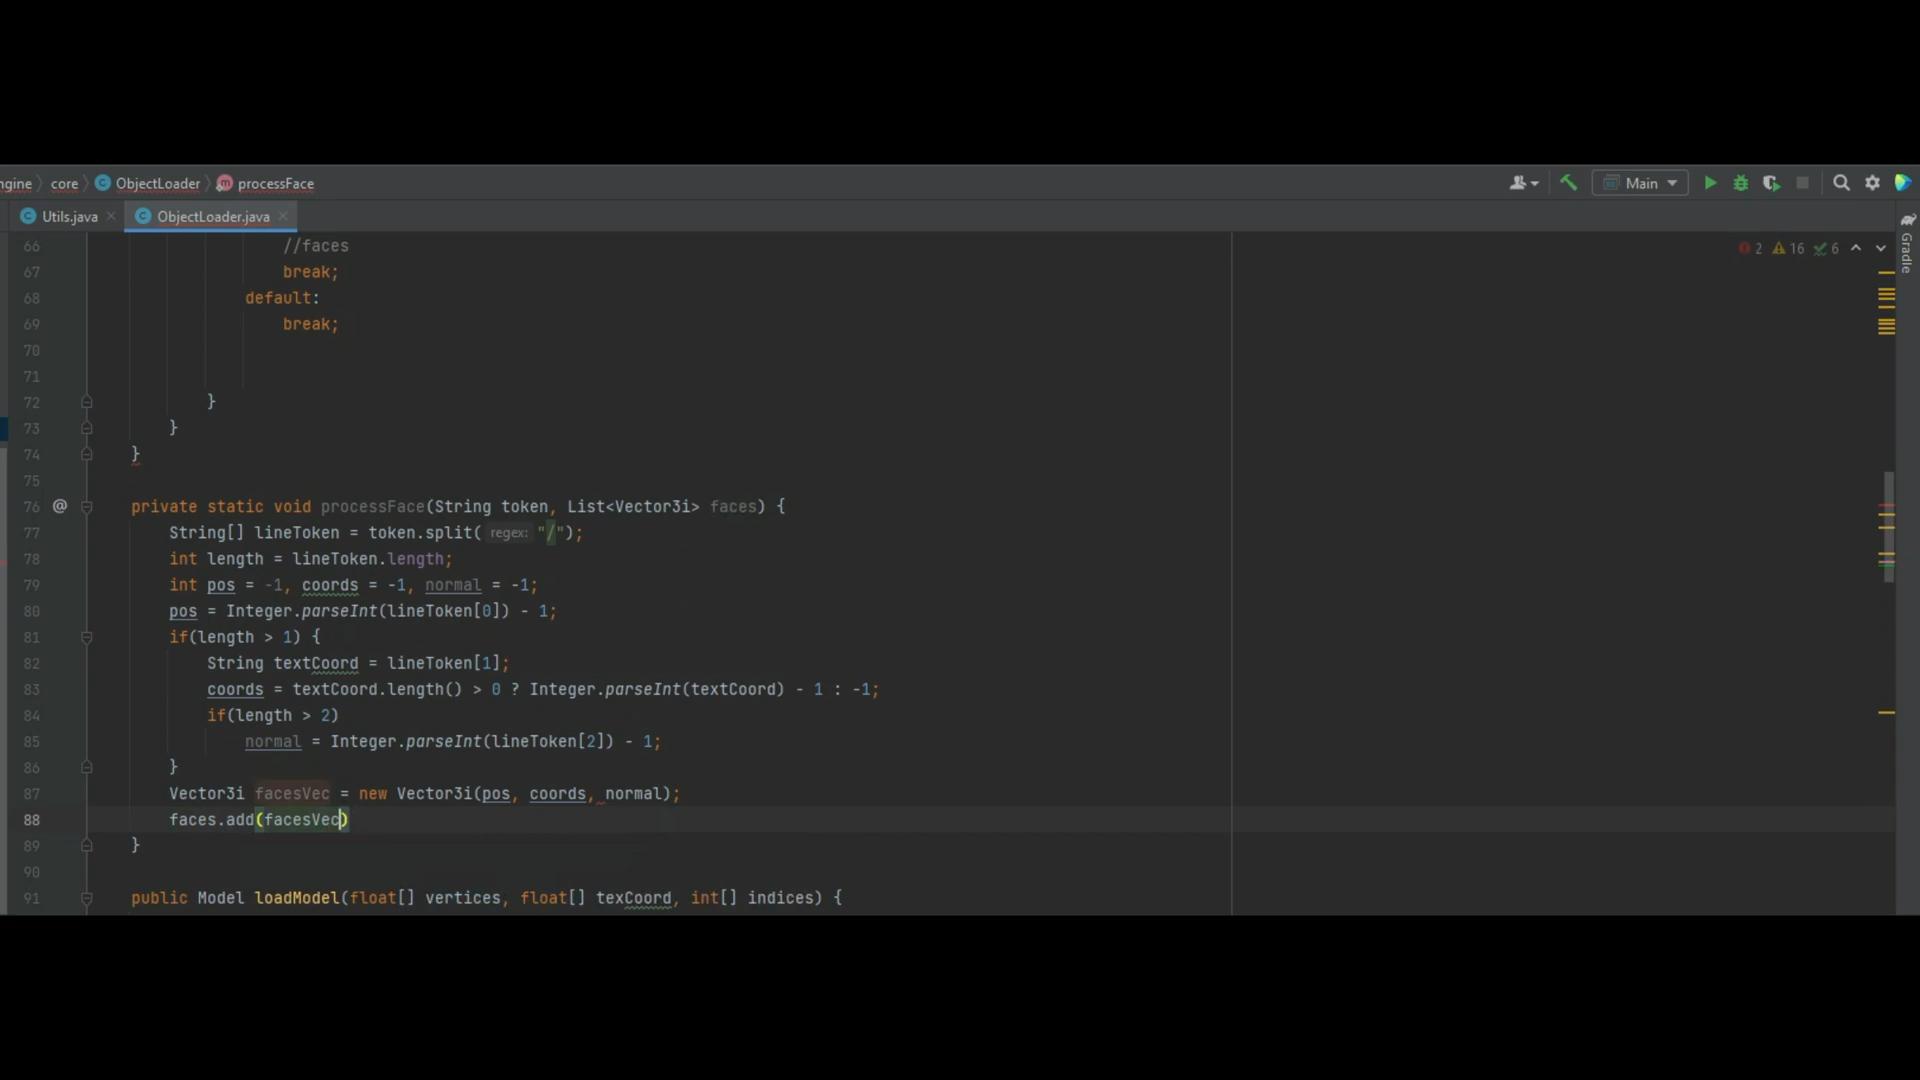 ngine core ObjectLoader processFace Main
Utils.java ObjectLoader.java
66 //faces 2 16 6
67 break;
68 default:
69 break;
70
71
72 }
73 }
74 }
75
76 @ private static void processFace(String token, List<Vector3i> faces) {
77 String[] lineToken = token.split( regex: "/");
78 int length = lineToken.length;
79 int pos = -1, coords = -1, normal = -1;
80 pos = Integer.parseInt(lineToken[0]) - 1;
81 if(length > 1) {
82 String textCoord = lineToken[1];
83 coords = textCoord.length() > 0 ? Integer.parseInt(textCoord) - 1 : -1;
84 if(length > 2)
85 normal = Integer.parseInt(lineToken[2]) - 1;
86 }
87 Vector3i facesVec = new Vector3i(pos, coords, normal);
88 faces.add(facesVec)
89 }
90
91 public Model loadModel(float[] vertices, float[] texCoord, int[] indices) {
Gradle